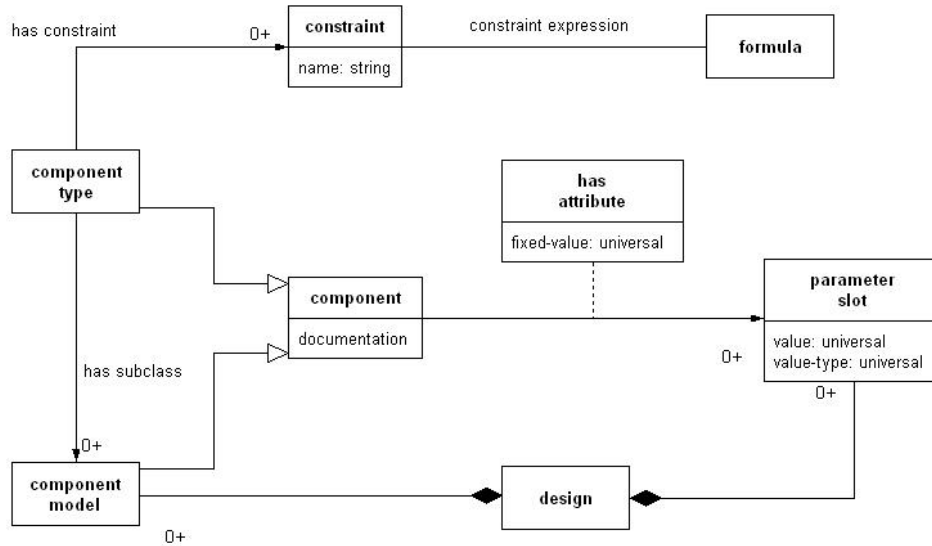 has constraint
0+
constraint
name: string
constraint expression
formula
component
type
has
attribute
fixed-value: universal
component
documentation
parameter
slot
value: universal
value-type: universal
0+
0+
has subclass
0+
component
model
0+
design